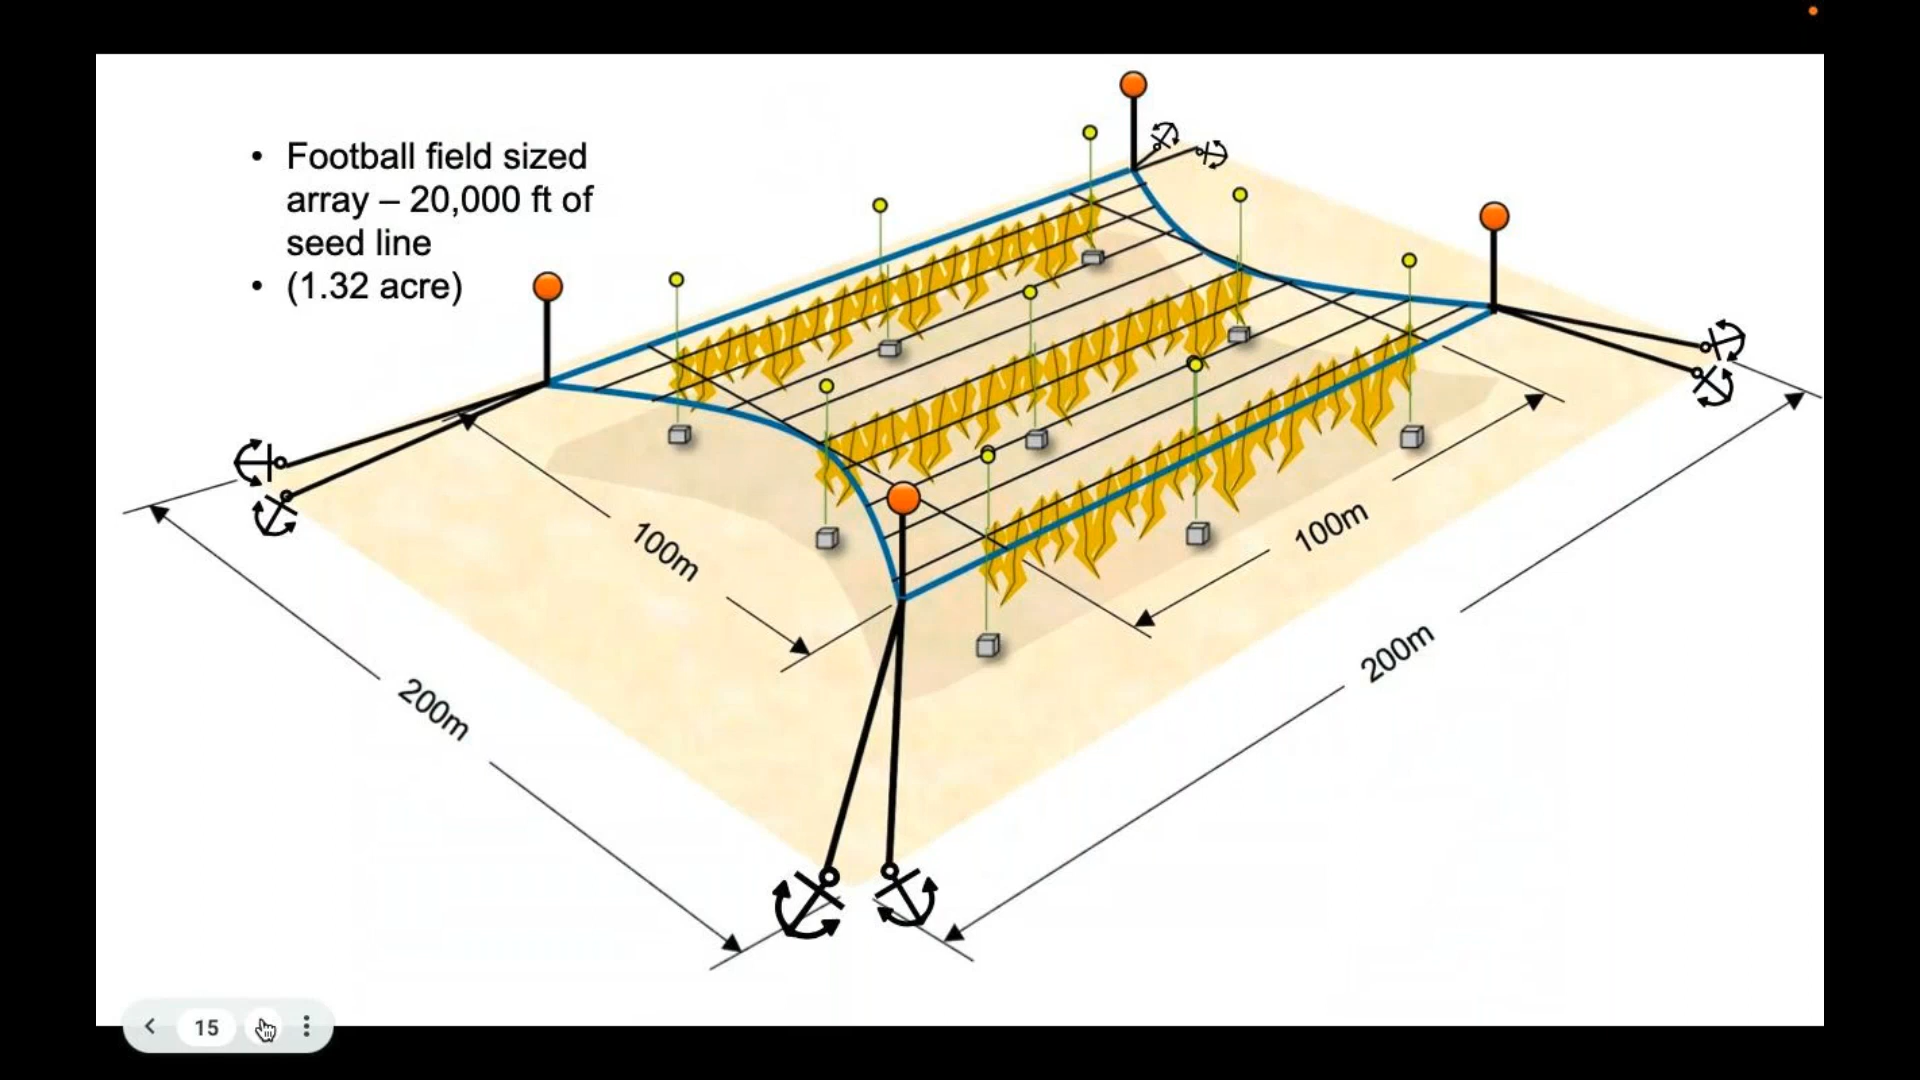 • Football field sized
array – 20,000 ft of
seed line
• (1.32 acre)
100m
100m
200m
200m
15